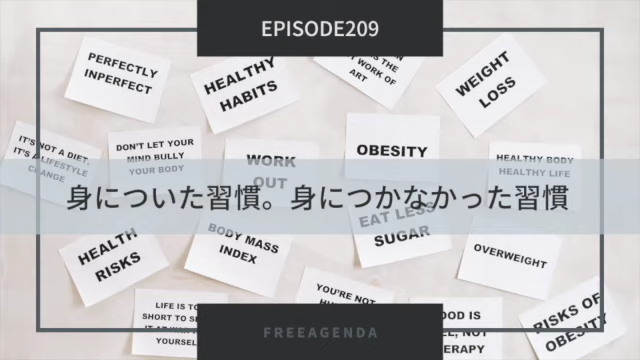 EPISODE209
PERFECTLY
INPERFECT
HEALTHY
HABITS
IS THE
WORK OF
ART
WEIGHT
LOSS
IT'S NOT A DIET,
IT'S A LIFESTYLE
CHANGE
DON'T LET YOUR
MIND BULLY
YOUR BODY
WORK
OUT
OBESITY
HEALTHY BODY
HEALTHY LIFE
身についた習慣。身につかなかった習慣
HEALTH
RISKS
BODY MASS
INDEX
EAT LESS
SUGAR
OVERWEIGHT
LIFE IS TO
SHORT TO
YOURSEL
YOU'RE NOT
RISKS OF
OBESITY
FREEAGENDA